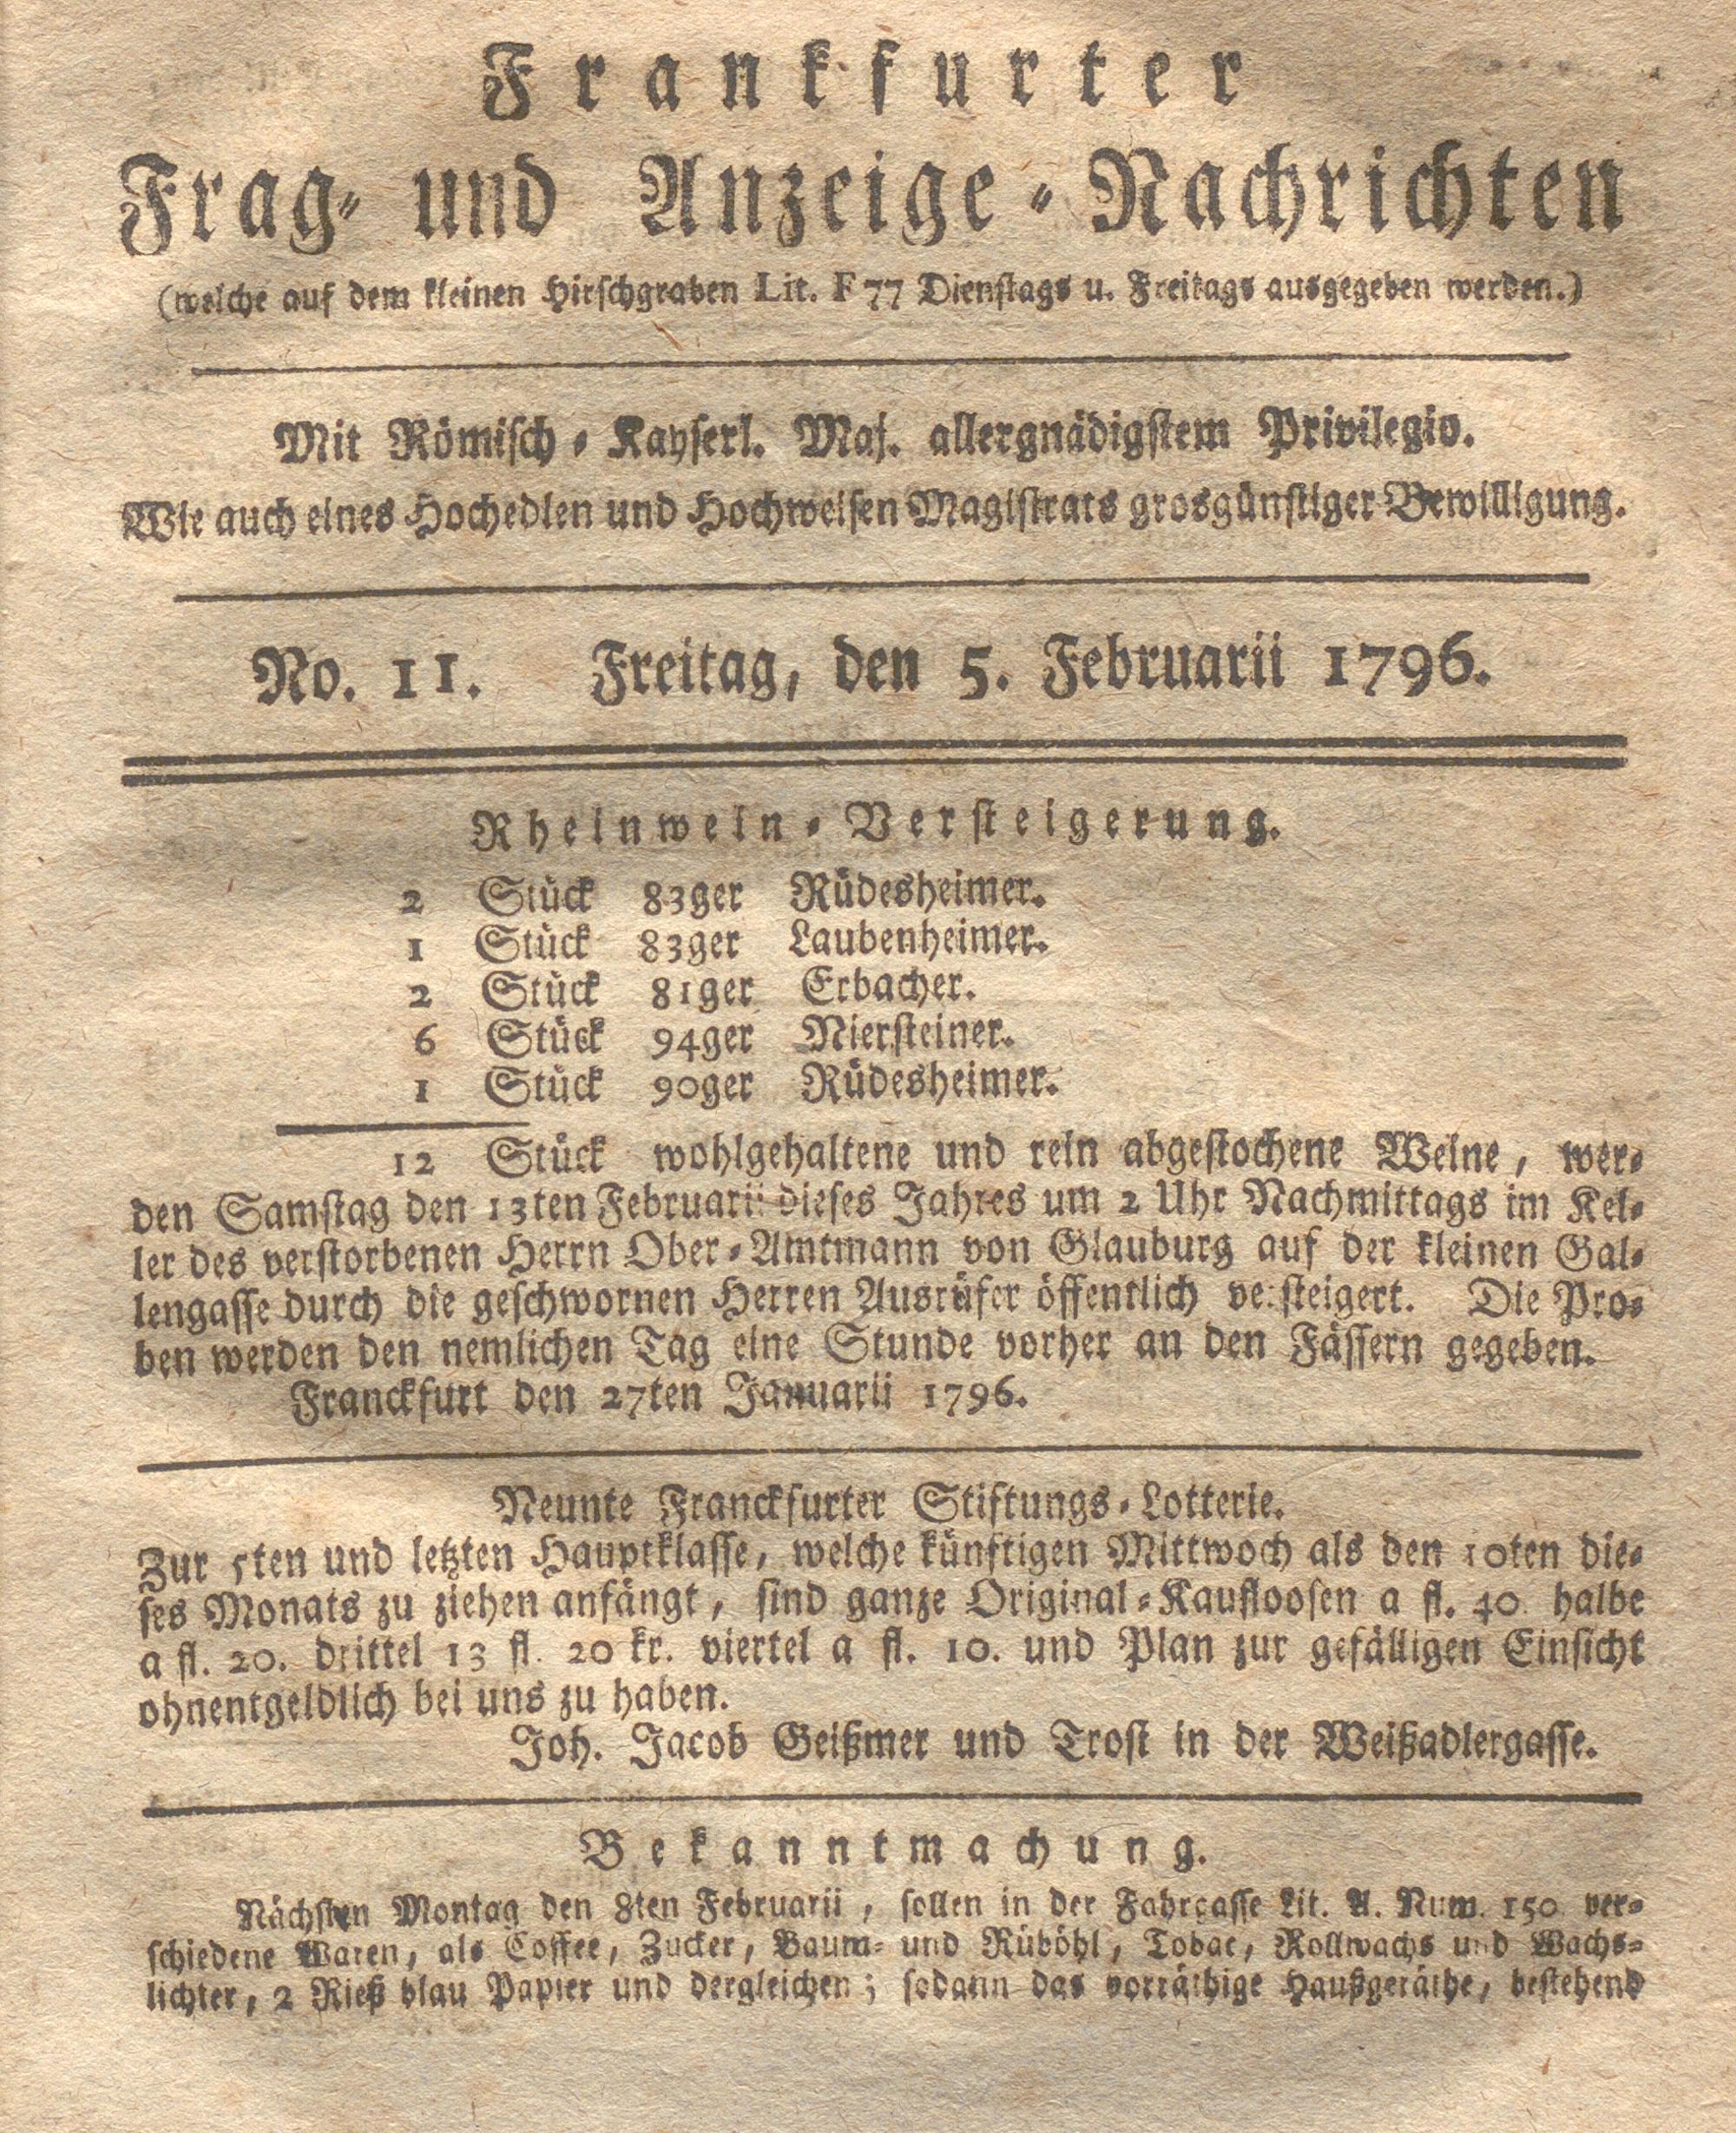 Frankfurter
Frag- und Anzeige-Nachrichten
(welche auf dem kleinen Hirschgraben Lit. F 77 Dienstags u. Freitags ausgegeben werden.)
Mit Römisch-Kayserl. Maj. allergnädigstem Privilegio.
Wie auch eines Hochedlen und Hochweisen Magistrats grosgünstiger Bewilligung.
No. 11. Freitag, den 5. Februarii 1796.
Rheinwein-Versteigerung.
2 Stück 83ger Rüdesheimer.
1 Stück 83ger Laubenheimer.
2 Stück 81ger Erbacher.
6 Stück 94ger Niersteiner.
1 Stück 90ger Rüdesheimer.
12 Stück wohlgehaltene und rein abgestochene Weine, wer-
den Samstag den 13ten Februarii dieses Jahres um 2 Uhr Nachmittags im Kel-
ler des verstorbenen Herrn Ober-Amtmann von Glauburg auf der kleinen Gal-
lengasse durch die geschwornen Herren Ausrüfer öffentlich versteigert. Die Pro-
ben werden den nemlichen Tag eine Stunde vorher an den Fässern gegeben.
Franckfurt den 27ten Januarii 1796.
Neunte Franckfurter Stiftungs-Lotterie.
Zur 5ten und letzten Hauptklasse, welche künftigen Mittwoch als den 10ten die-
ses Monats zu ziehen anfängt, sind ganze Original-Kaufloosen a fl. 40. halbe
a fl. 20. drittel 13 fl. 20 kr. viertel a fl. 10. und Plan zur gefälligen Einsicht
ohnentgeldlich bei uns zu haben.
Joh. Jacob Geißmer und Trost in der Weißadlergasse.
Bekanntmachung.
Nächsten Montag den 8ten Februarii, sollen in der Fahrgasse Lit. A. Num. 150 ver-
schiedene Waren, als Coffee, Zucker, Baum- und Rüböhl, Tobac, Rollwachs und Wachs-
lichter, 2 Rieß blau Papier und dergleichen; sodann das vorräthige Haußgeräthe, bestehend